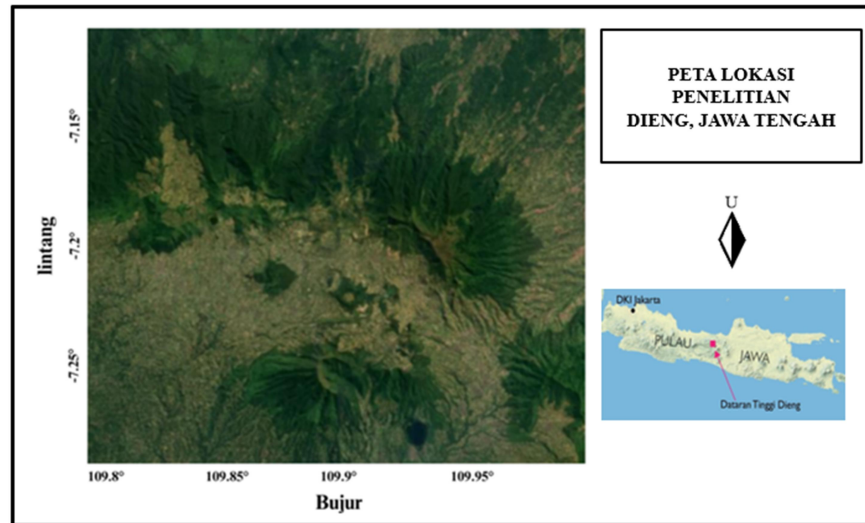 PETA LOKASI
PENELITIAN
DIENG, JAWA TENGAH
U
DKI Jakarta
PULAU
JAWA
Dataran Tinggi Dieng
lintang
-7.15°
-7.2°
-7.25°
109.8°
109.85°
109.9°
109.95°
Bujur